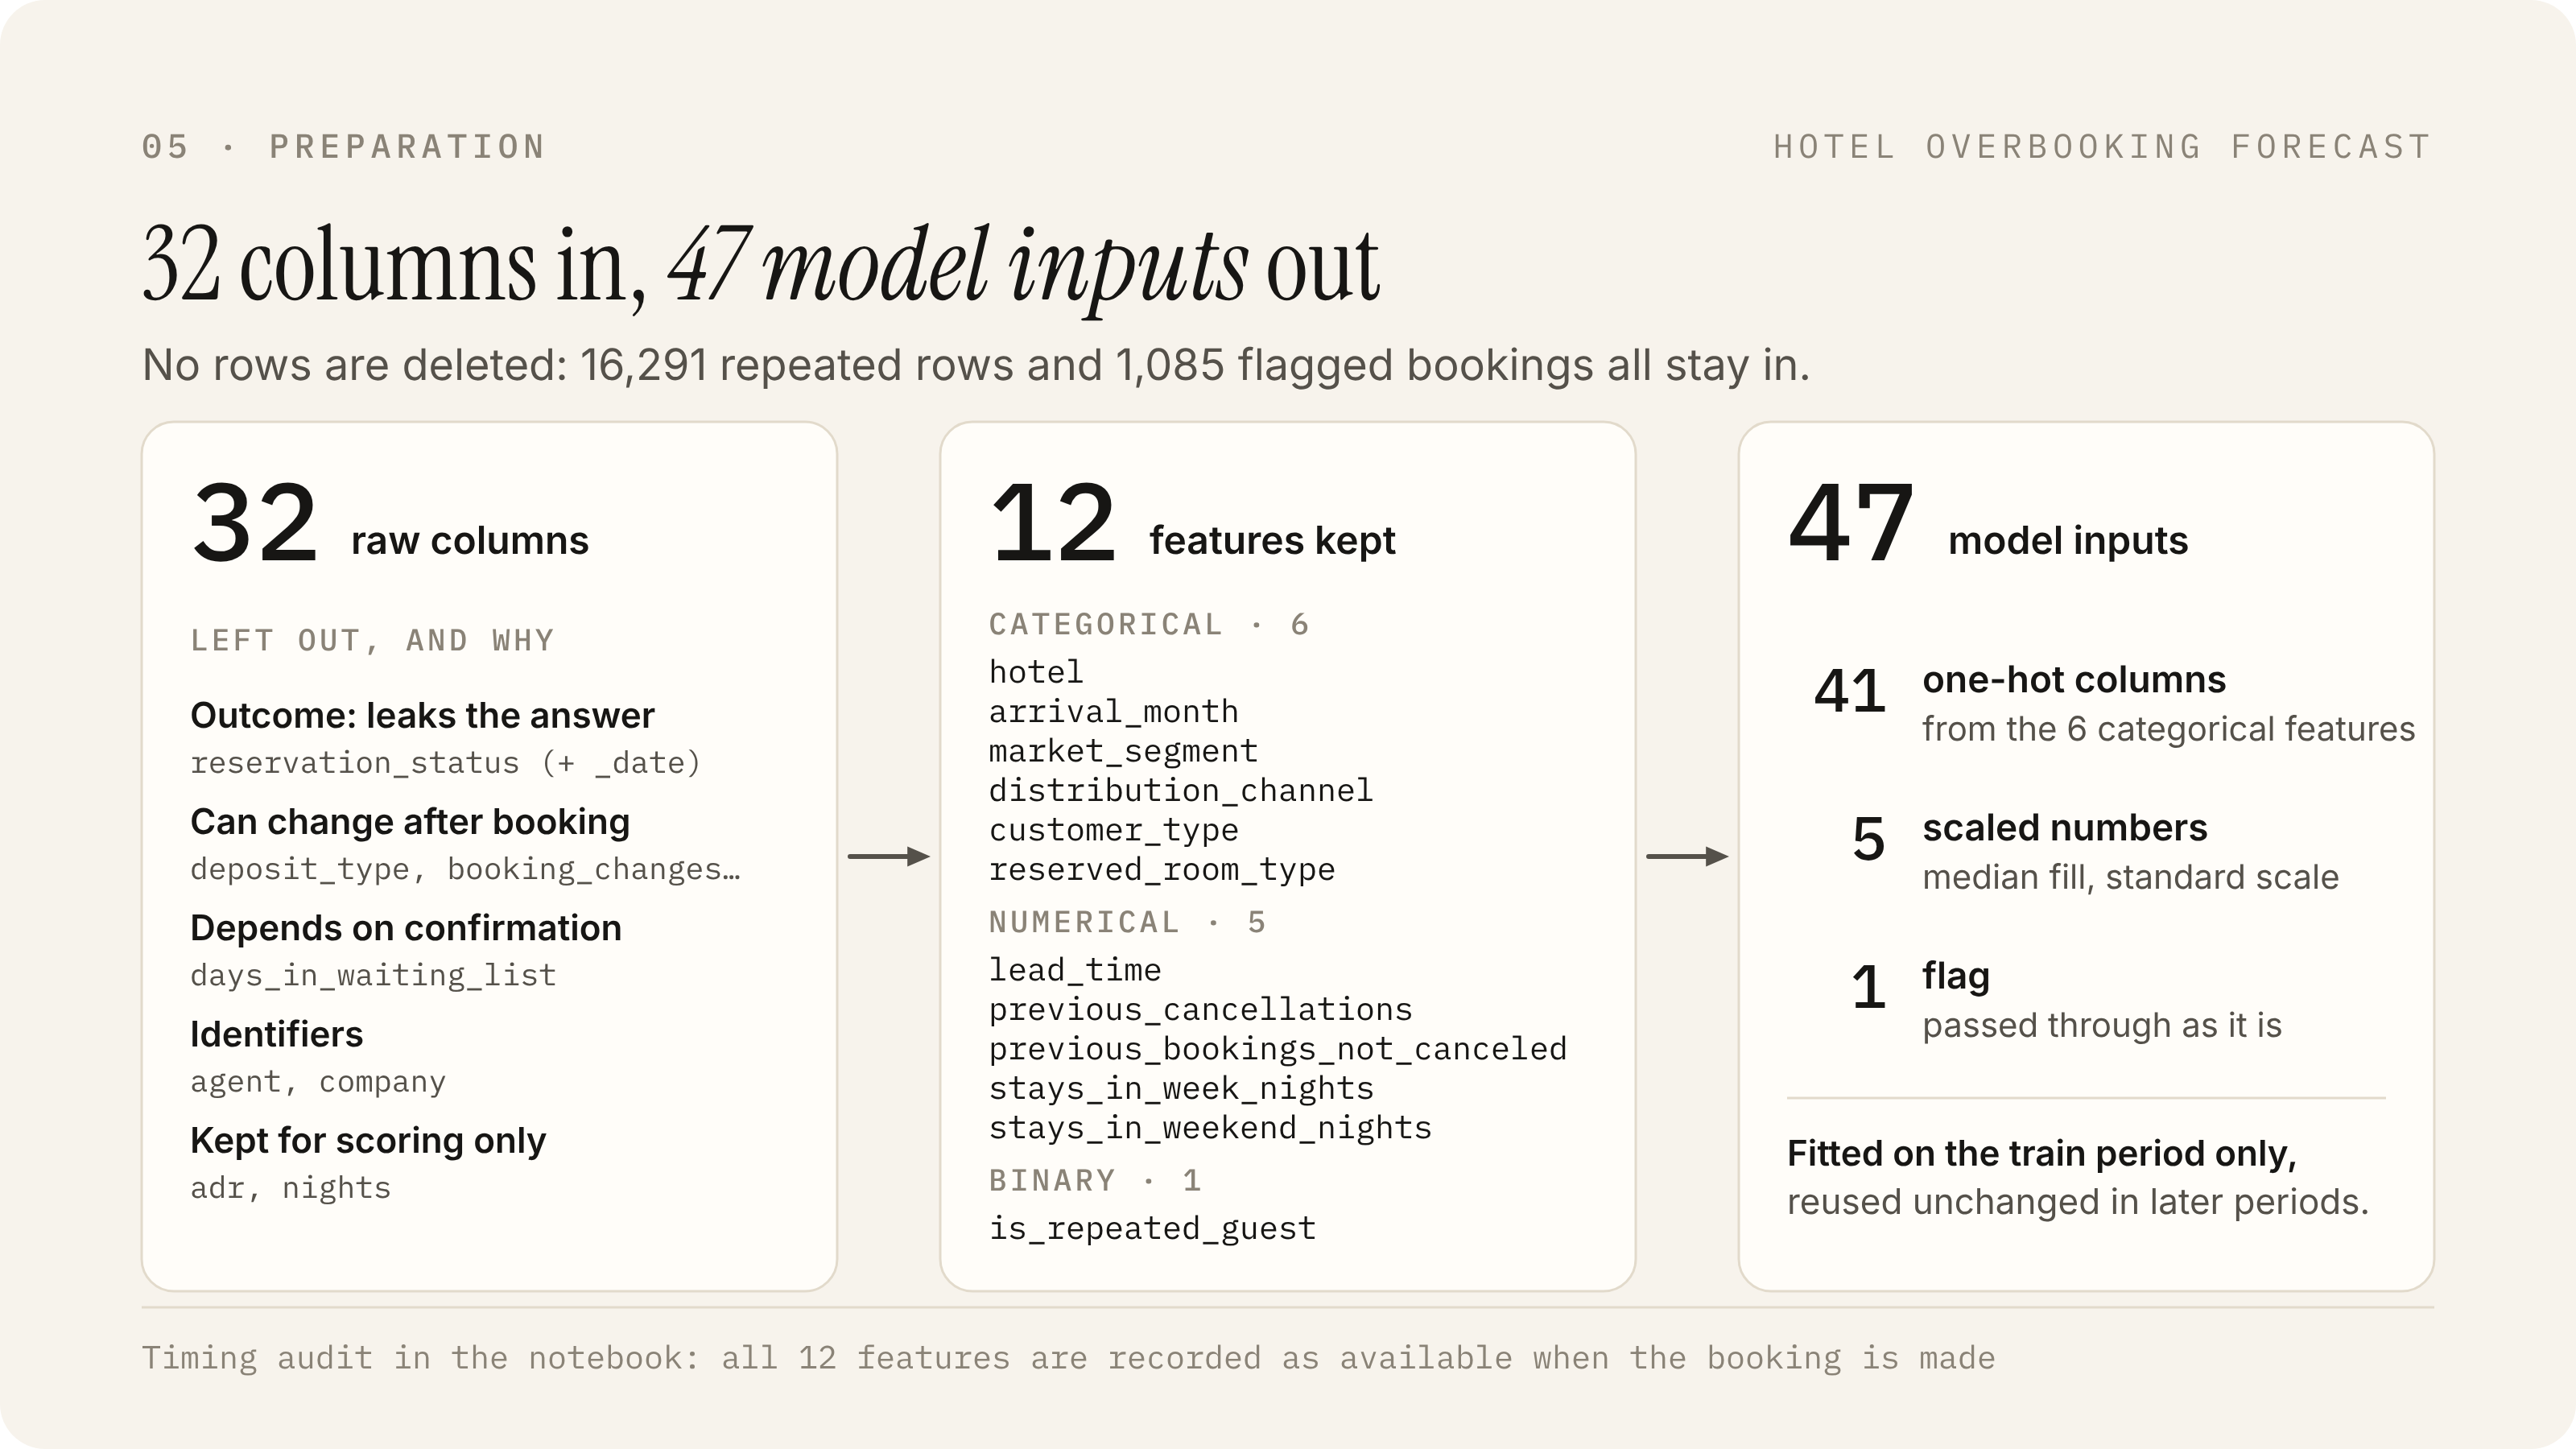 05 · PREPARATION
HOTEL OVERBOOKING FORECAST
32 columns in, 47 model inputs out
No rows are deleted: 16,291 repeated rows and 1,085 flagged bookings all stay in.
32 raw columns
LEFT OUT, AND WHY
Outcome: leaks the answer
reservation_status (+ _date)
Can change after booking
deposit_type, booking_changes…
Depends on confirmation
days_in_waiting_list
Identifiers
agent, company
Kept for scoring only
adr, nights
12 features kept
CATEGORICAL · 6
hotel
arrival_month
market_segment
distribution_channel
customer_type
reserved_room_type
NUMERICAL · 5
lead_time
previous_cancellations
previous_bookings_not_canceled
stays_in_week_nights
stays_in_weekend_nights
BINARY · 1
is_repeated_guest
47 model inputs
41 one-hot columns
from the 6 categorical features
5 scaled numbers
median fill, standard scale
1 flag
passed through as it is
Fitted on the train period only,
reused unchanged in later periods.
Timing audit in the notebook: all 12 features are recorded as available when the booking is made